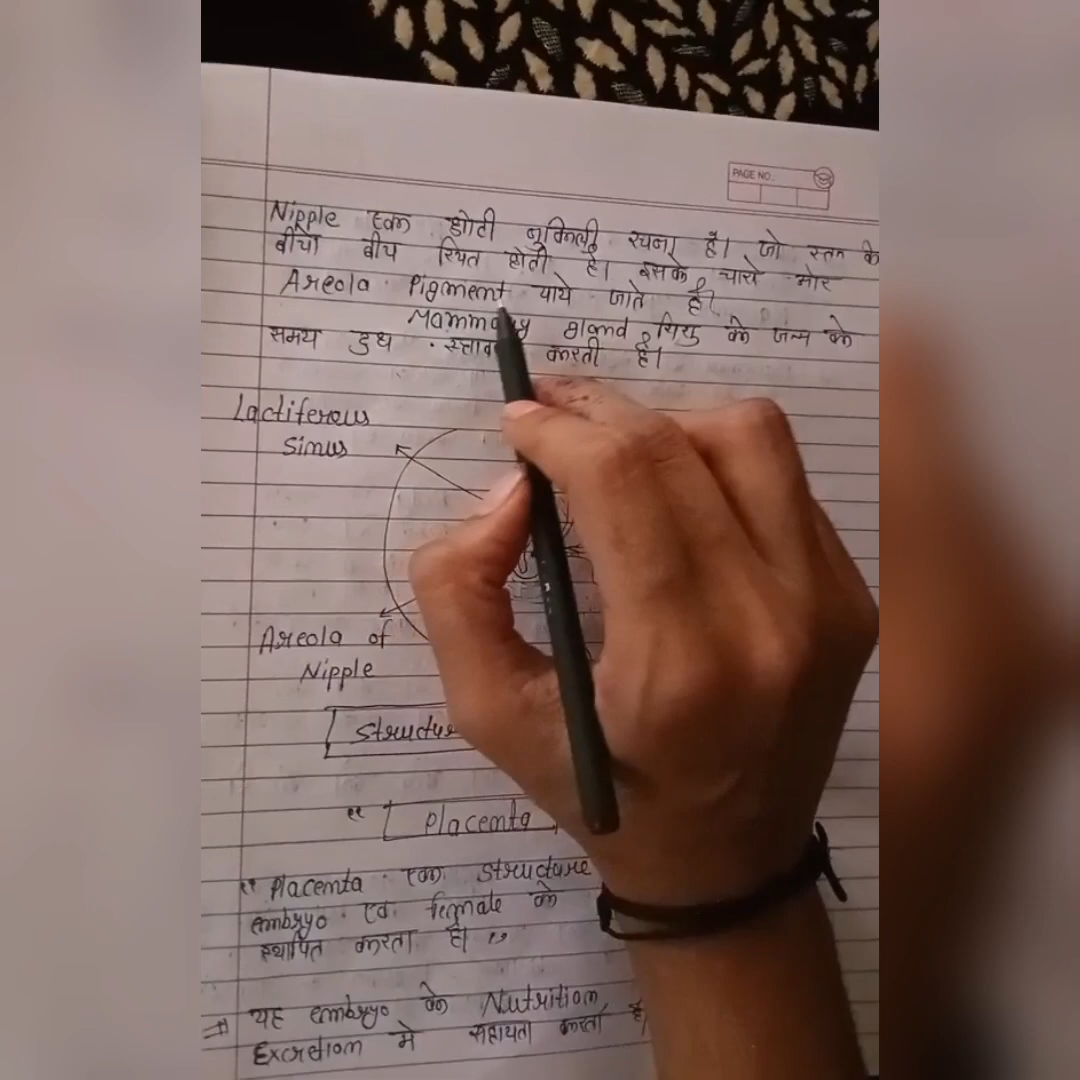 PAGE NO.:
Nipple एक छोटी नुकिली रचना है। जो स्तन के
बीचो बीच स्थित होती है। इसके चारो ओर
Areola Pigment पाये जाते है।
Mammary gland शिशु के जन्म के
समय दुध स्त्राव करती है।
Lactiferous
Sinus
Areola of
Nipple
Structure
" Placenta
" Placenta एक structure
embryo एवं female के
स्थापित करता है। "
⇒ यह embryo के Nutrition,
Excretion मे सहायता करता है।